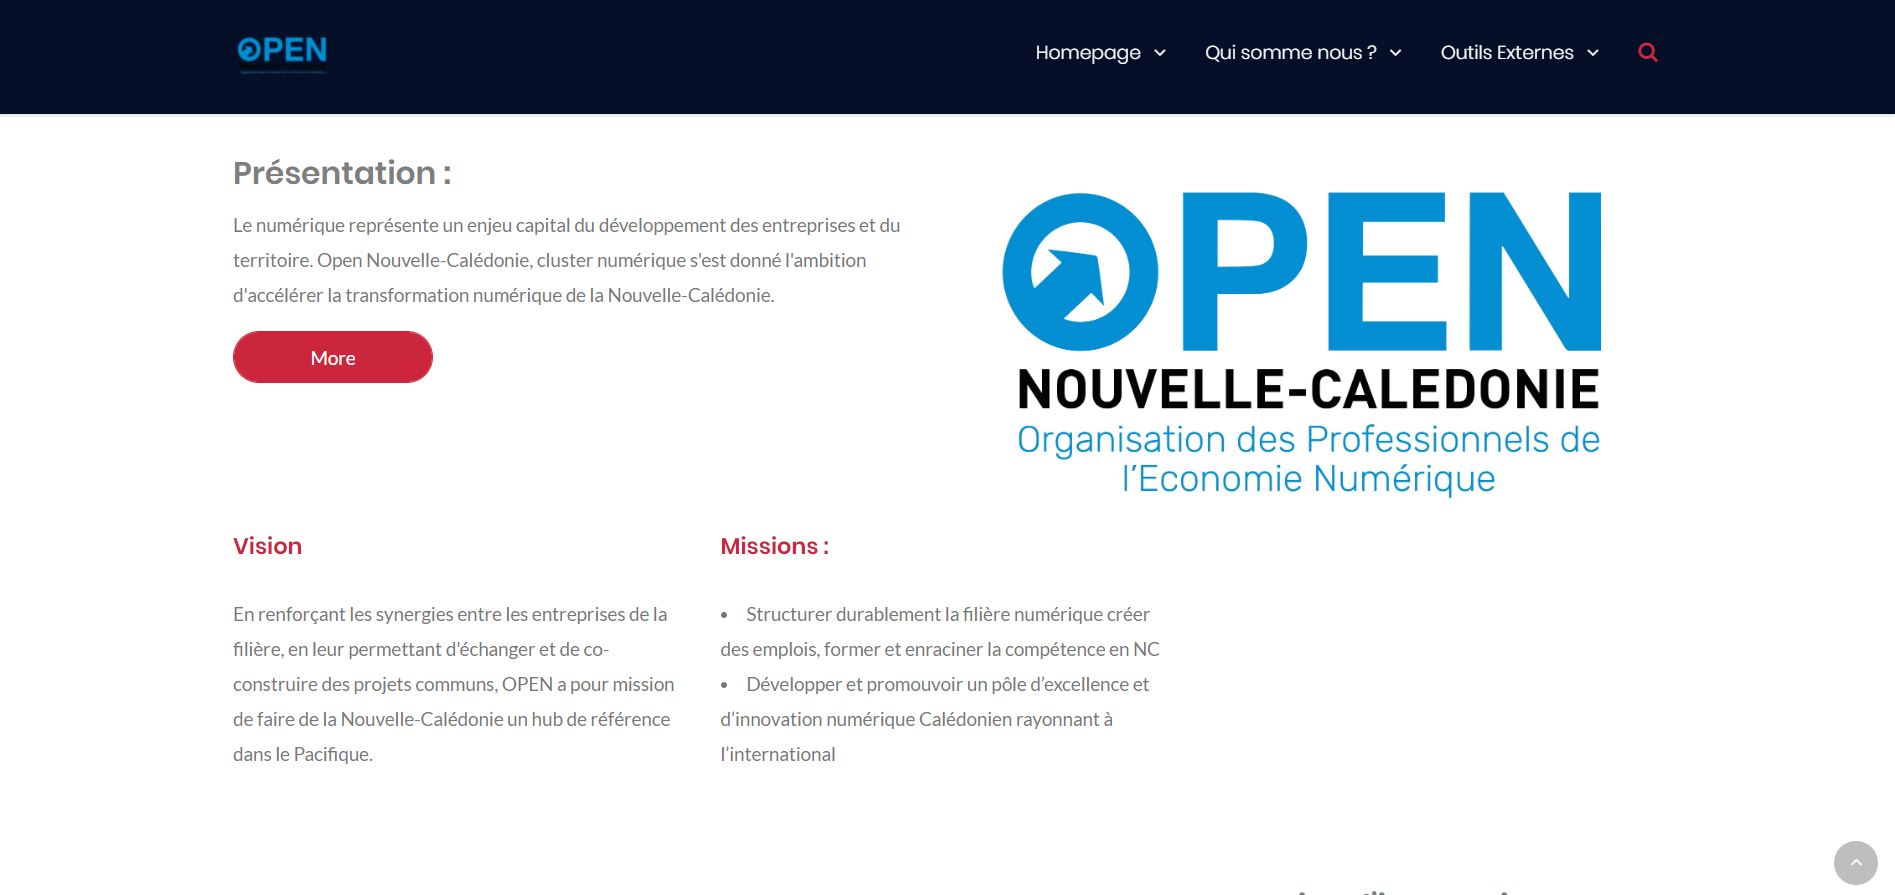 OPEN
Homepage
Qui somme nous ?
Outils Externes
Présentation :
Le numérique représente un enjeu capital du développement des entreprises et du
territoire. Open Nouvelle-Calédonie, cluster numérique s'est donné l'ambition
d'accélérer la transformation numérique de la Nouvelle-Calédonie.
More
OPEN
NOUVELLE-CALEDONIE
Organisation des Professionnels de
l'Economie Numérique
Vision
En renforçant les synergies entre les entreprises de la
filière, en leur permettant d'échanger et de co-
construire des projets communs, OPEN a pour mission
de faire de la Nouvelle-Calédonie un hub de référence
dans le Pacifique.
Missions :
• Structurer durablement la filière numérique créer
des emplois, former et enraciner la compétence en NC
• Développer et promouvoir un pôle d’excellence et
d’innovation numérique Calédonien rayonnant à
l’international